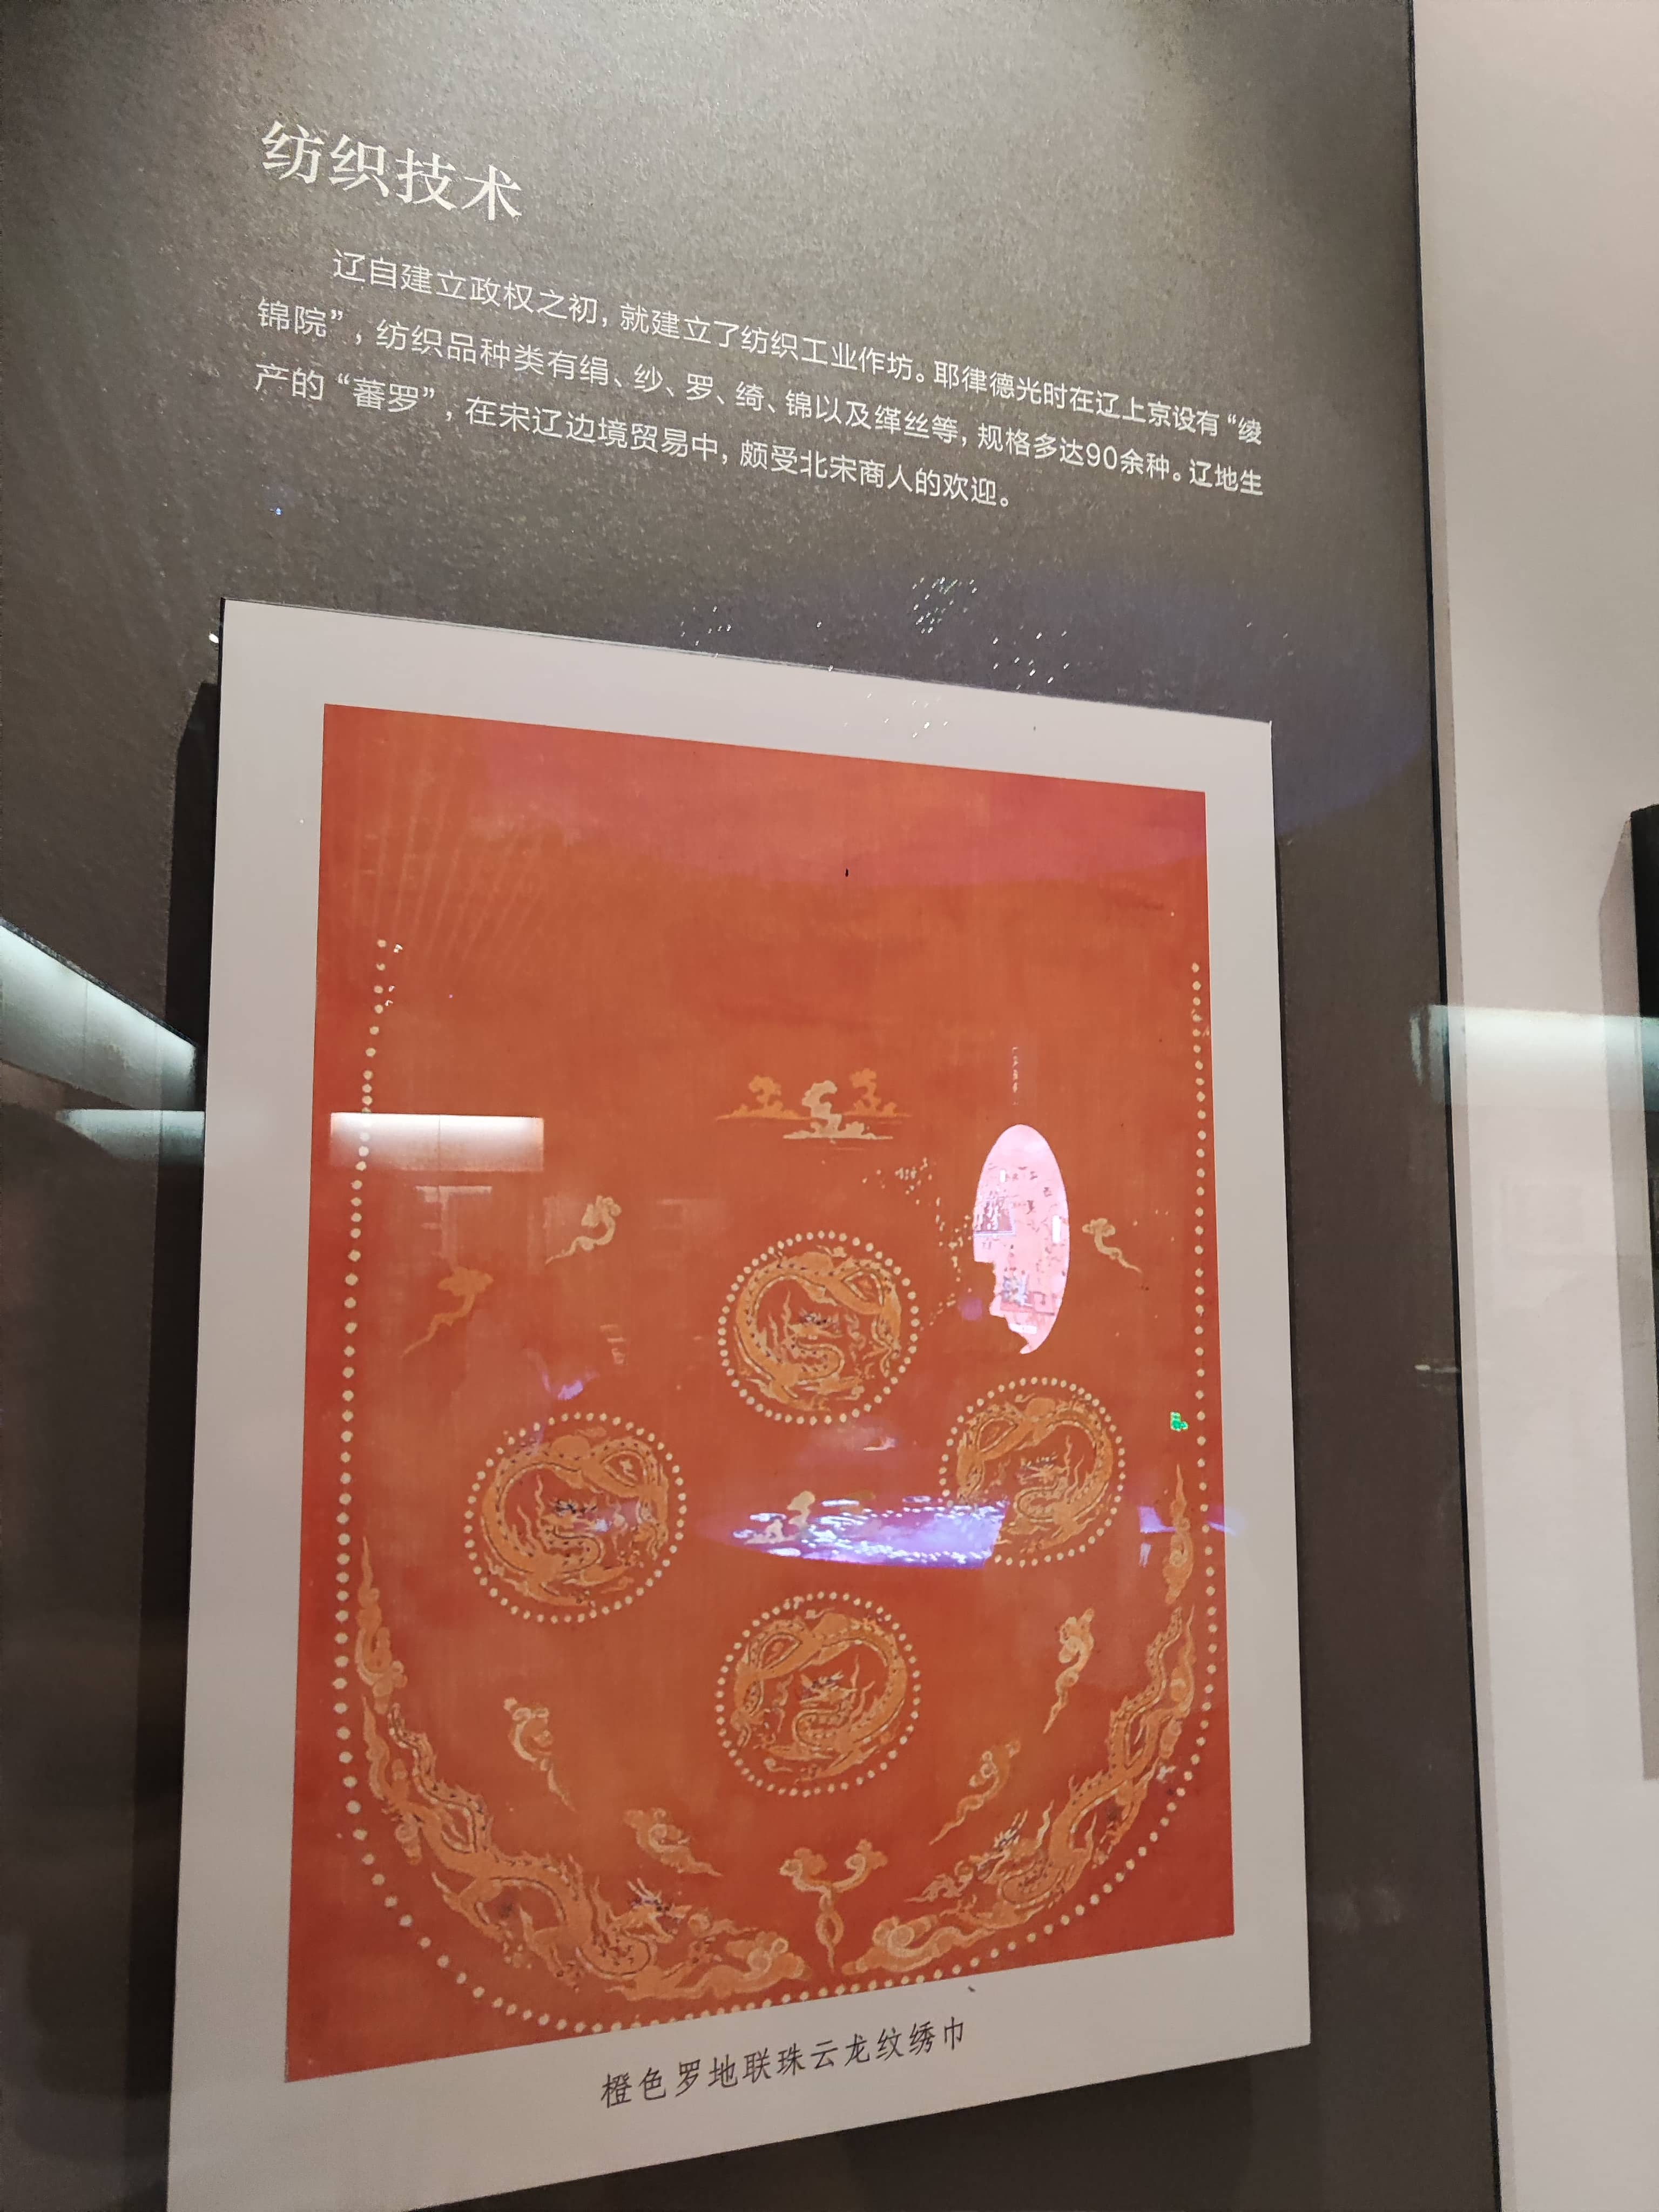 纺织技术
辽自建立政权之初，就建立了纺织工业作坊。耶律德光时在辽上京设有“绫
锦院”，纺织品种类有绢、纱、罗、绮、锦以及缂丝等，规格多达90余种。辽地生
产的“蕃罗”，在宋辽边境贸易中，颇受北宋商人的欢迎。
橙色罗地联珠云龙纹绣巾